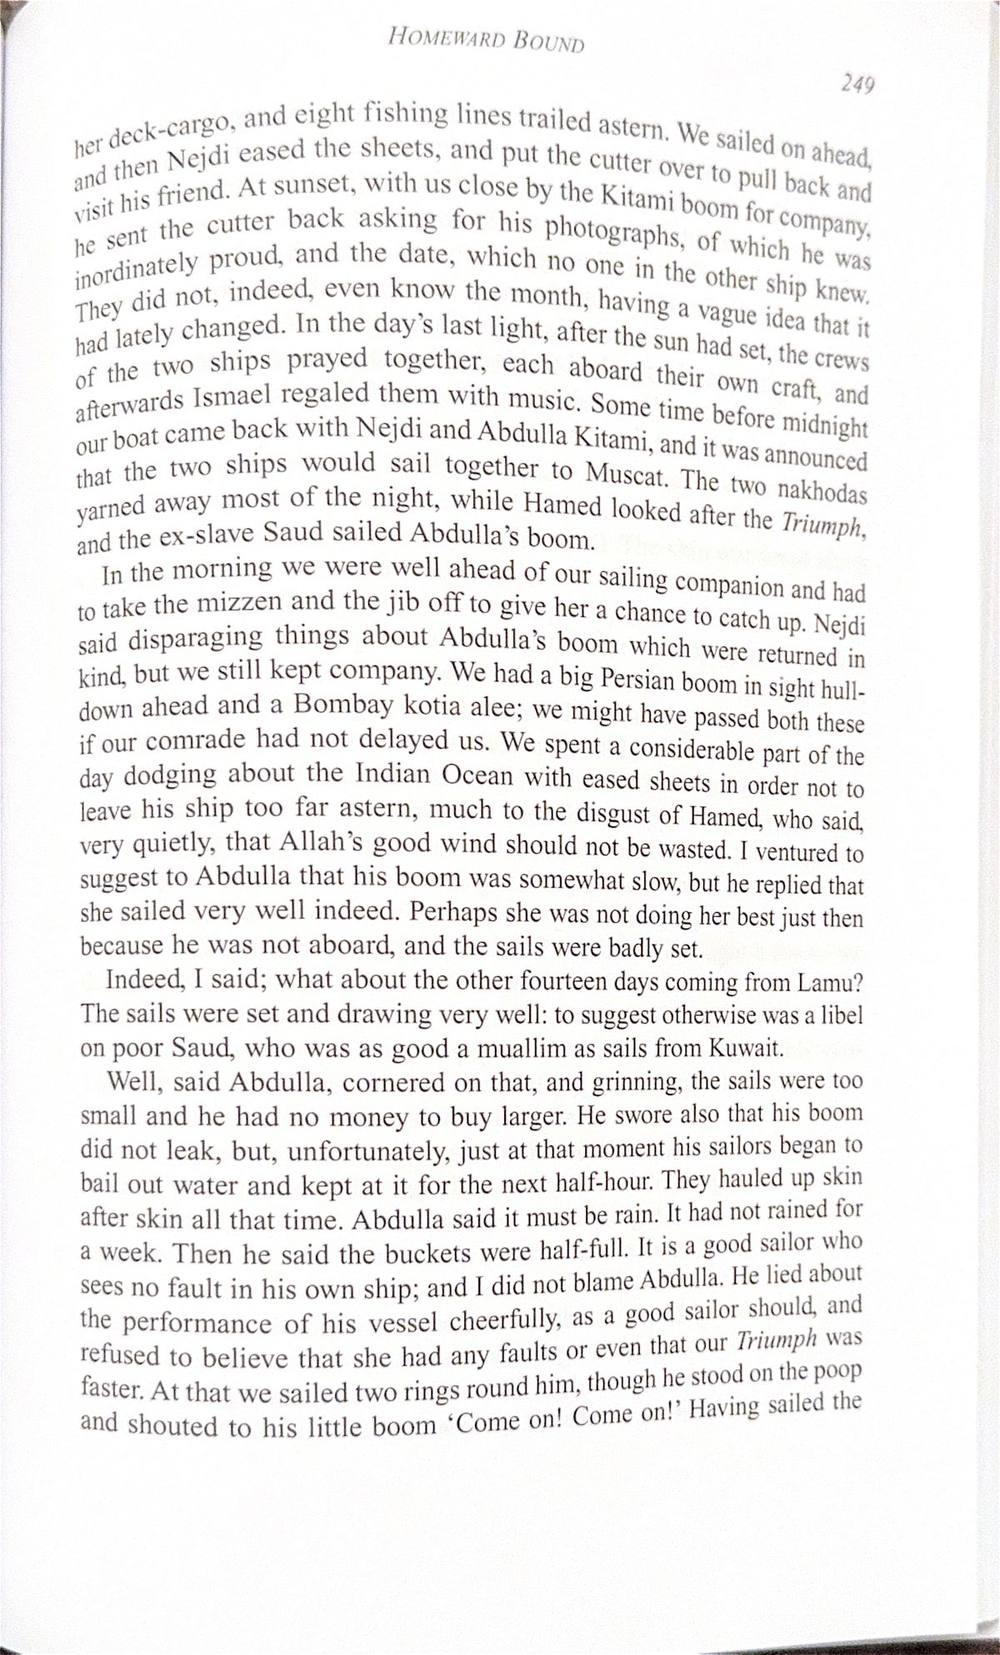 HOMEWARD BOUND
249
her deck-cargo, and eight fishing lines trailed astern. We sailed on ahead,
and then Nejdi eased the sheets, and put the cutter over to pull back and
visit his friend. At sunset, with us close by the Kitami boom for company,
he sent the cutter back asking for his photographs, of which he was
inordinately proud, and the date, which no one in the other ship knew.
They did not, indeed, even know the month, having a vague idea that it
had lately changed. In the day’s last light, after the sun had set, the crews
of the two ships prayed together, each aboard their own craft, and
afterwards Ismael regaled them with music. Some time before midnight
our boat came back with Nejdi and Abdulla Kitami, and it was announced
that the two ships would sail together to Muscat. The two nakhodas
yarned away most of the night, while Hamed looked after the Triumph,
and the ex-slave Saud sailed Abdulla’s boom.
In the morning we were well ahead of our sailing companion and had
to take the mizzen and the jib off to give her a chance to catch up. Nejdi
said disparaging things about Abdulla’s boom which were returned in
kind, but we still kept company. We had a big Persian boom in sight hull-
down ahead and a Bombay kotia alee; we might have passed both these
if our comrade had not delayed us. We spent a considerable part of the
day dodging about the Indian Ocean with eased sheets in order not to
leave his ship too far astern, much to the disgust of Hamed, who said,
very quietly, that Allah’s good wind should not be wasted. I ventured to
suggest to Abdulla that his boom was somewhat slow, but he replied that
she sailed very well indeed. Perhaps she was not doing her best just then
because he was not aboard, and the sails were badly set.
Indeed, I said; what about the other fourteen days coming from Lamu?
The sails were set and drawing very well: to suggest otherwise was a libel
on poor Saud, who was as good a muallim as sails from Kuwait.
Well, said Abdulla, cornered on that, and grinning, the sails were too
small and he had no money to buy larger. He swore also that his boom
did not leak, but, unfortunately, just at that moment his sailors began to
bail out water and kept at it for the next half-hour. They hauled up skin
after skin all that time. Abdulla said it must be rain. It had not rained for
a week. Then he said the buckets were half-full. It is a good sailor who
sees no fault in his own ship; and I did not blame Abdulla. He lied about
the performance of his vessel cheerfully, as a good sailor should, and
refused to believe that she had any faults or even that our Triumph was
faster. At that we sailed two rings round him, though he stood on the poop
and shouted to his little boom ‘Come on! Come on!’ Having sailed the